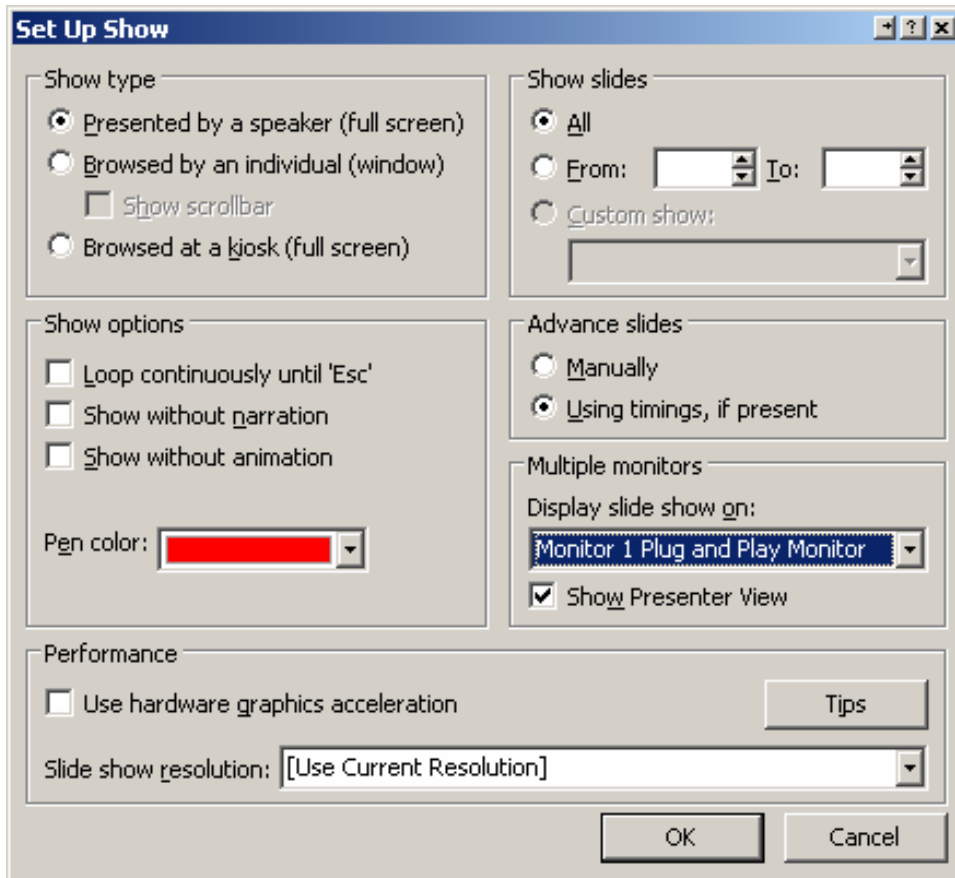 Set Up Show
Show type
Presented by a speaker (full screen)
Browsed by an individual (window)
Show scrollbar
Browsed at a kiosk (full screen)
Show slides
All
From: To:
Custom show:
Show options
Loop continuously until 'Esc'
Show without narration
Show without animation
Pen color:
Advance slides
Manually
Using timings, if present
Multiple monitors
Display slide show on:
Monitor 1 Plug and Play Monitor
Show Presenter View
Performance
Use hardware graphics acceleration
Tips
Slide show resolution: [Use Current Resolution]
OK Cancel